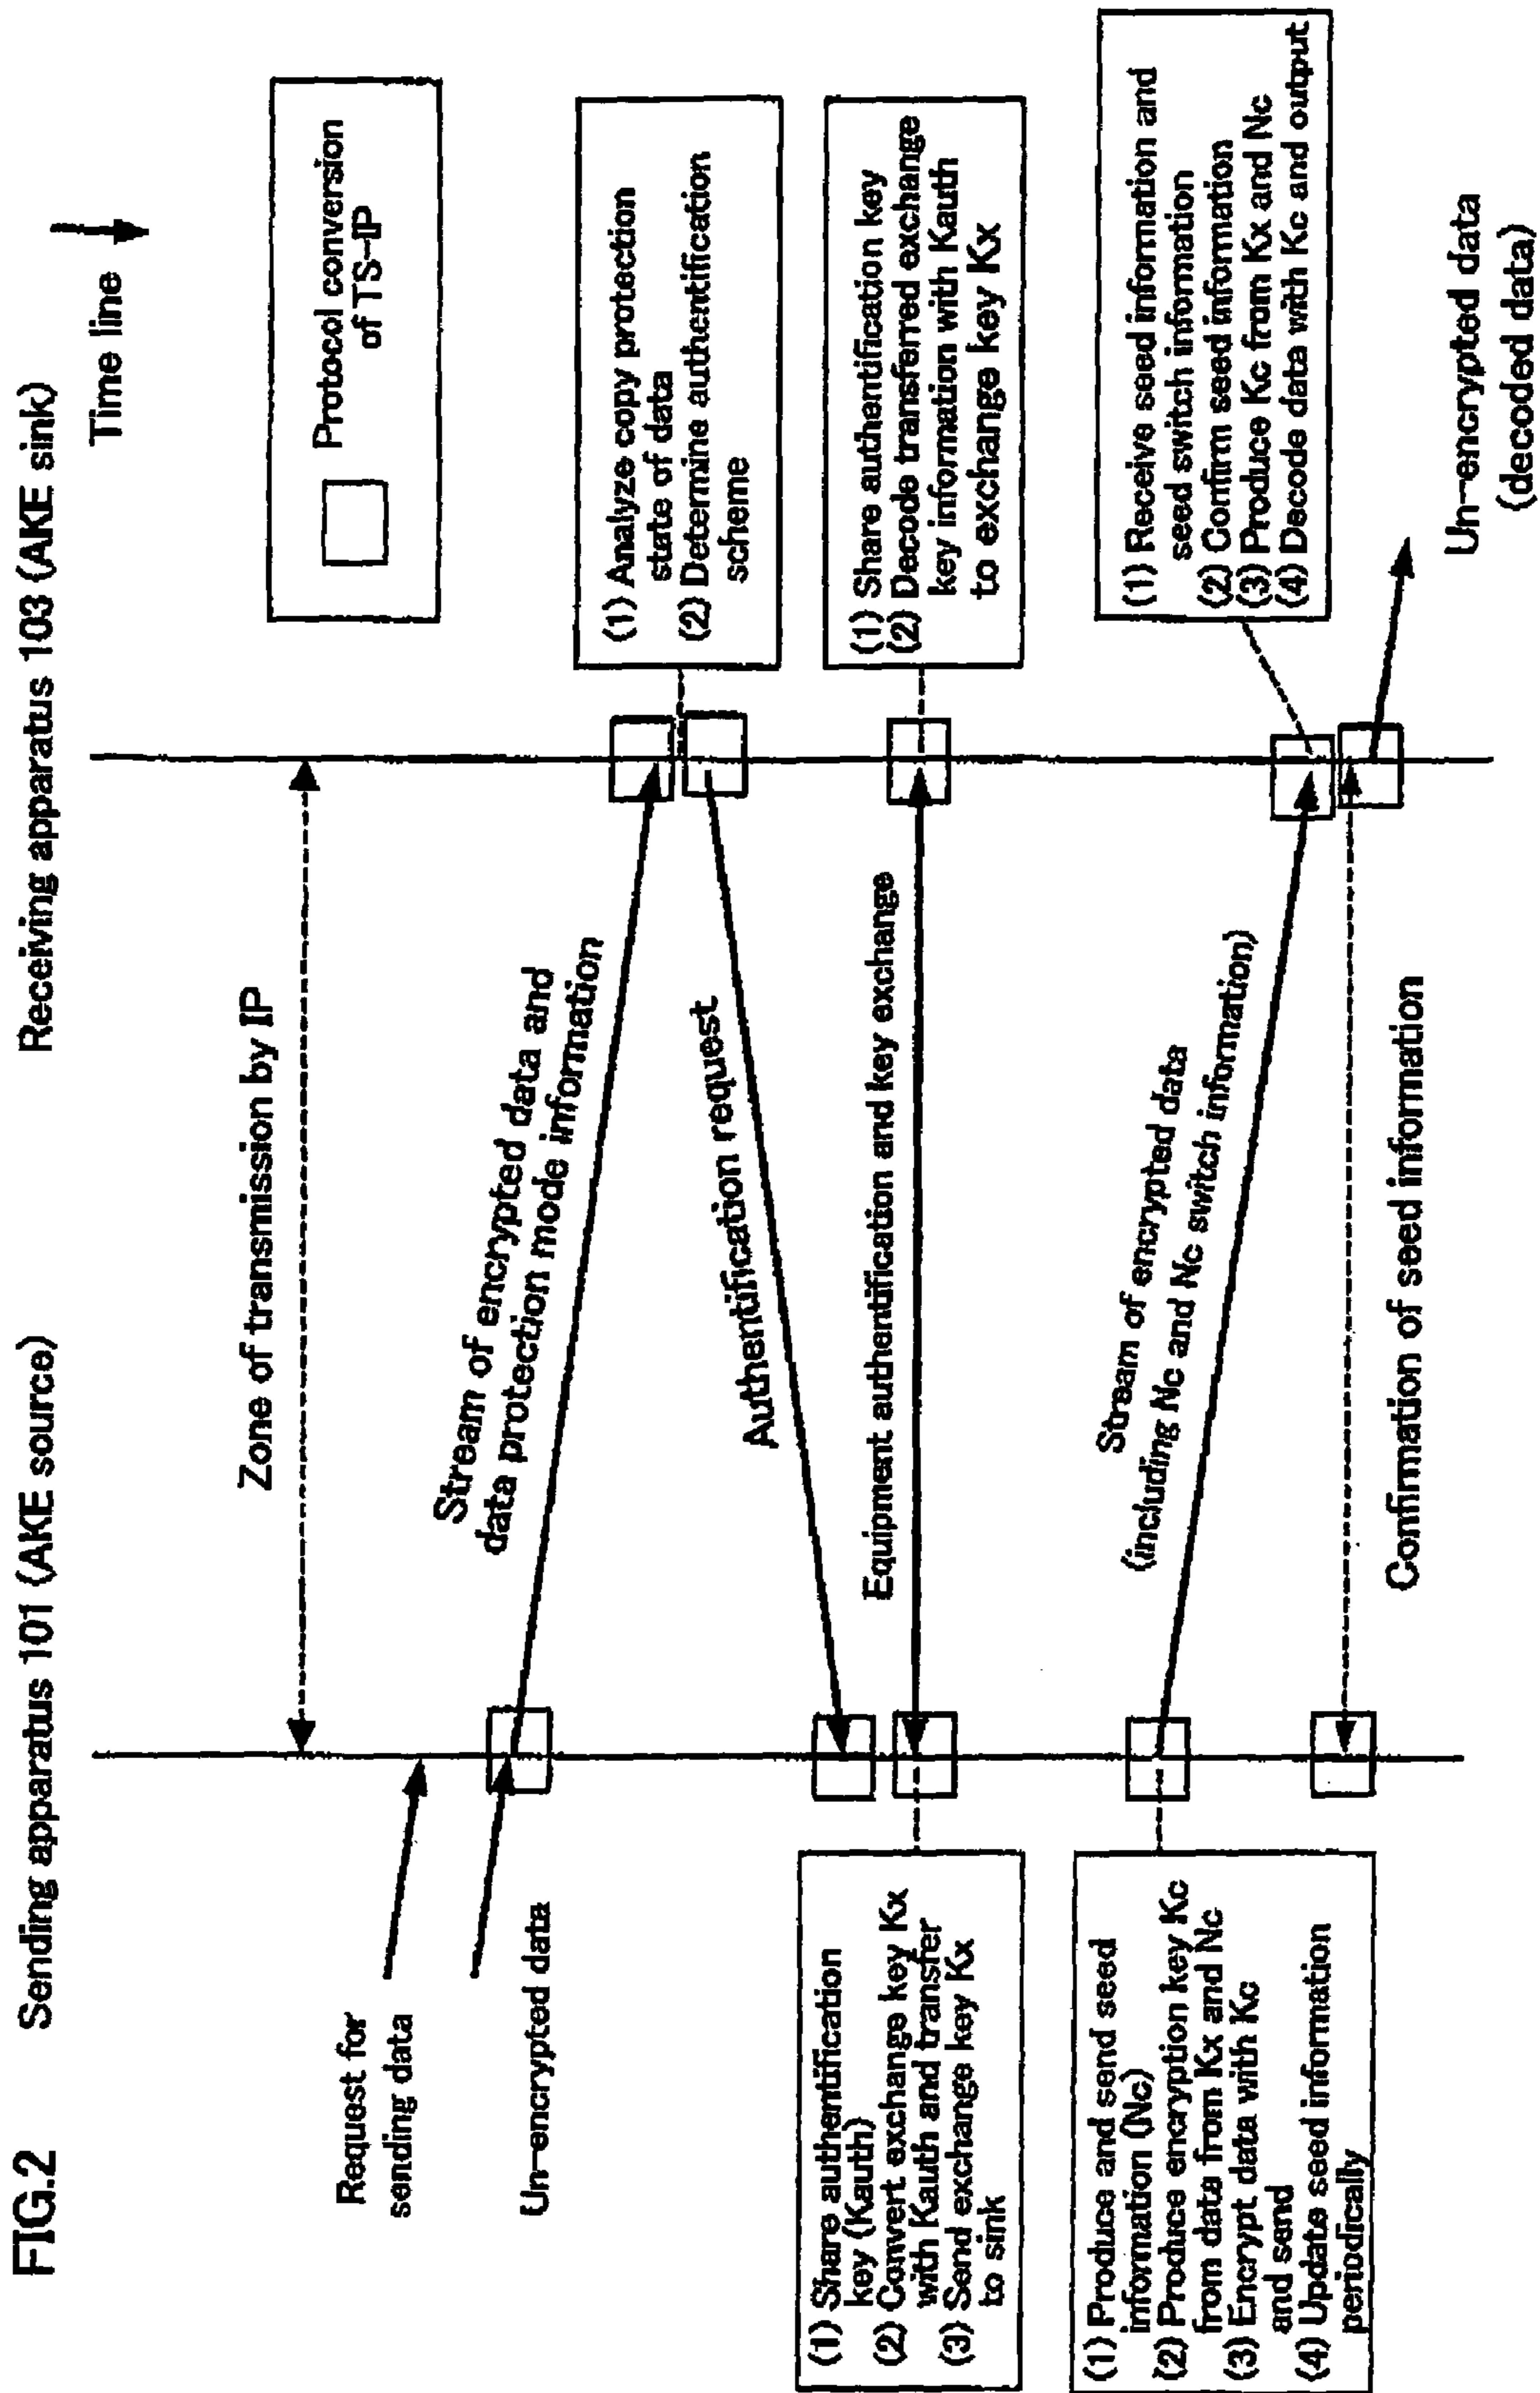 FIG.2
Sending apparatus 101 (AKE source)
Receiving apparatus 103 (AKE sink)
Time line
Zone of transmission by IP
Protocol conversion
of TS-IP
Request for
sending data
Un-encrypted data
Stream of encrypted data and
data protection mode information
(1) Analyze copy protection
state of data
(2) Determine authentification
scheme
Authentification request
Equipment authentification and key exchange
(1) Share authentification
key (Kauth)
(2) Convert exchange key Kx
with Kauth and transfer
(3) Send exchange key Kx
to sink
(1) Share authentification key
(2) Decode transferred exchange
key information with Kauth
to exchange key Kx
(1) Produce and send seed
information (Nc)
(2) Produce encryption key Kc
from data from Kx and Nc
(3) Encrypt data with Kc
and send
(4) Update seed information
periodically
Stream of encrypted data
(including Nc and Nc switch information)
(1) Receive seed information and
seed switch information
(2) Confirm seed information
(3) Produce Kc from Kx and Nc
(4) Decode data with Kc and output
Confirmation of seed information
Un-encrypted data
(decoded data)